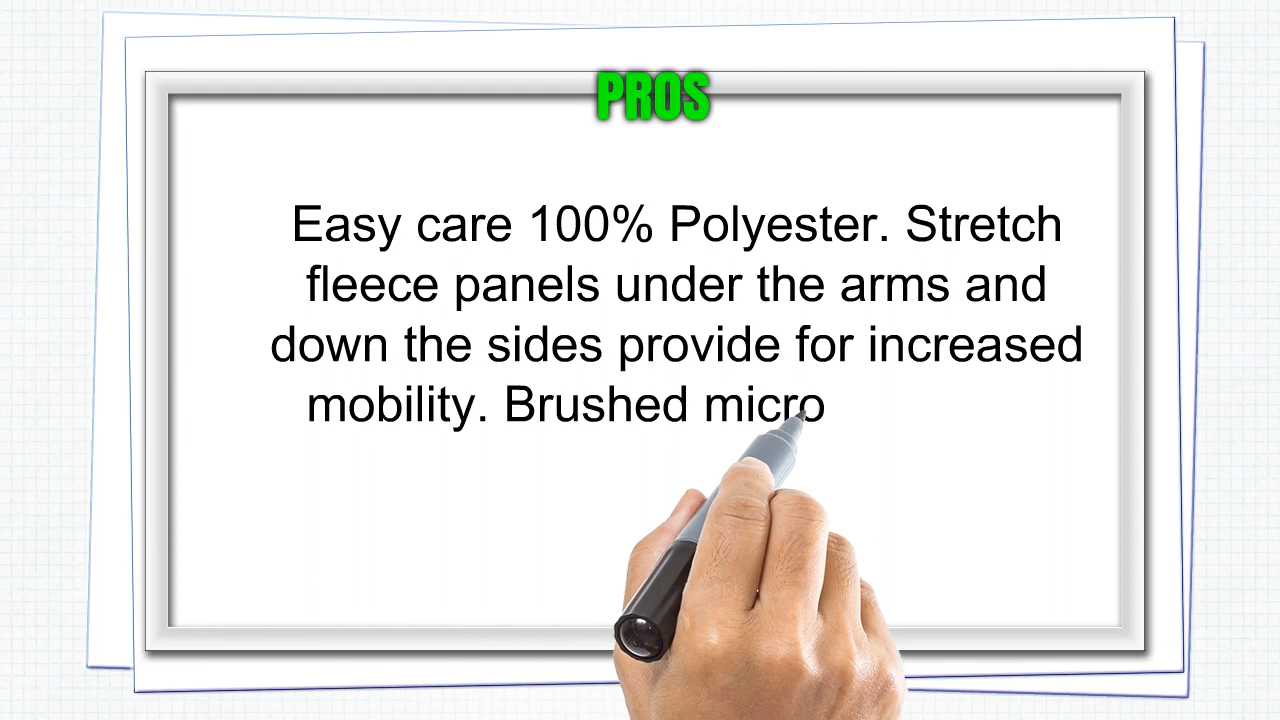 PROS
Easy care 100% Polyester. Stretch
fleece panels under the arms and
down the sides provide for increased
mobility. Brushed micro